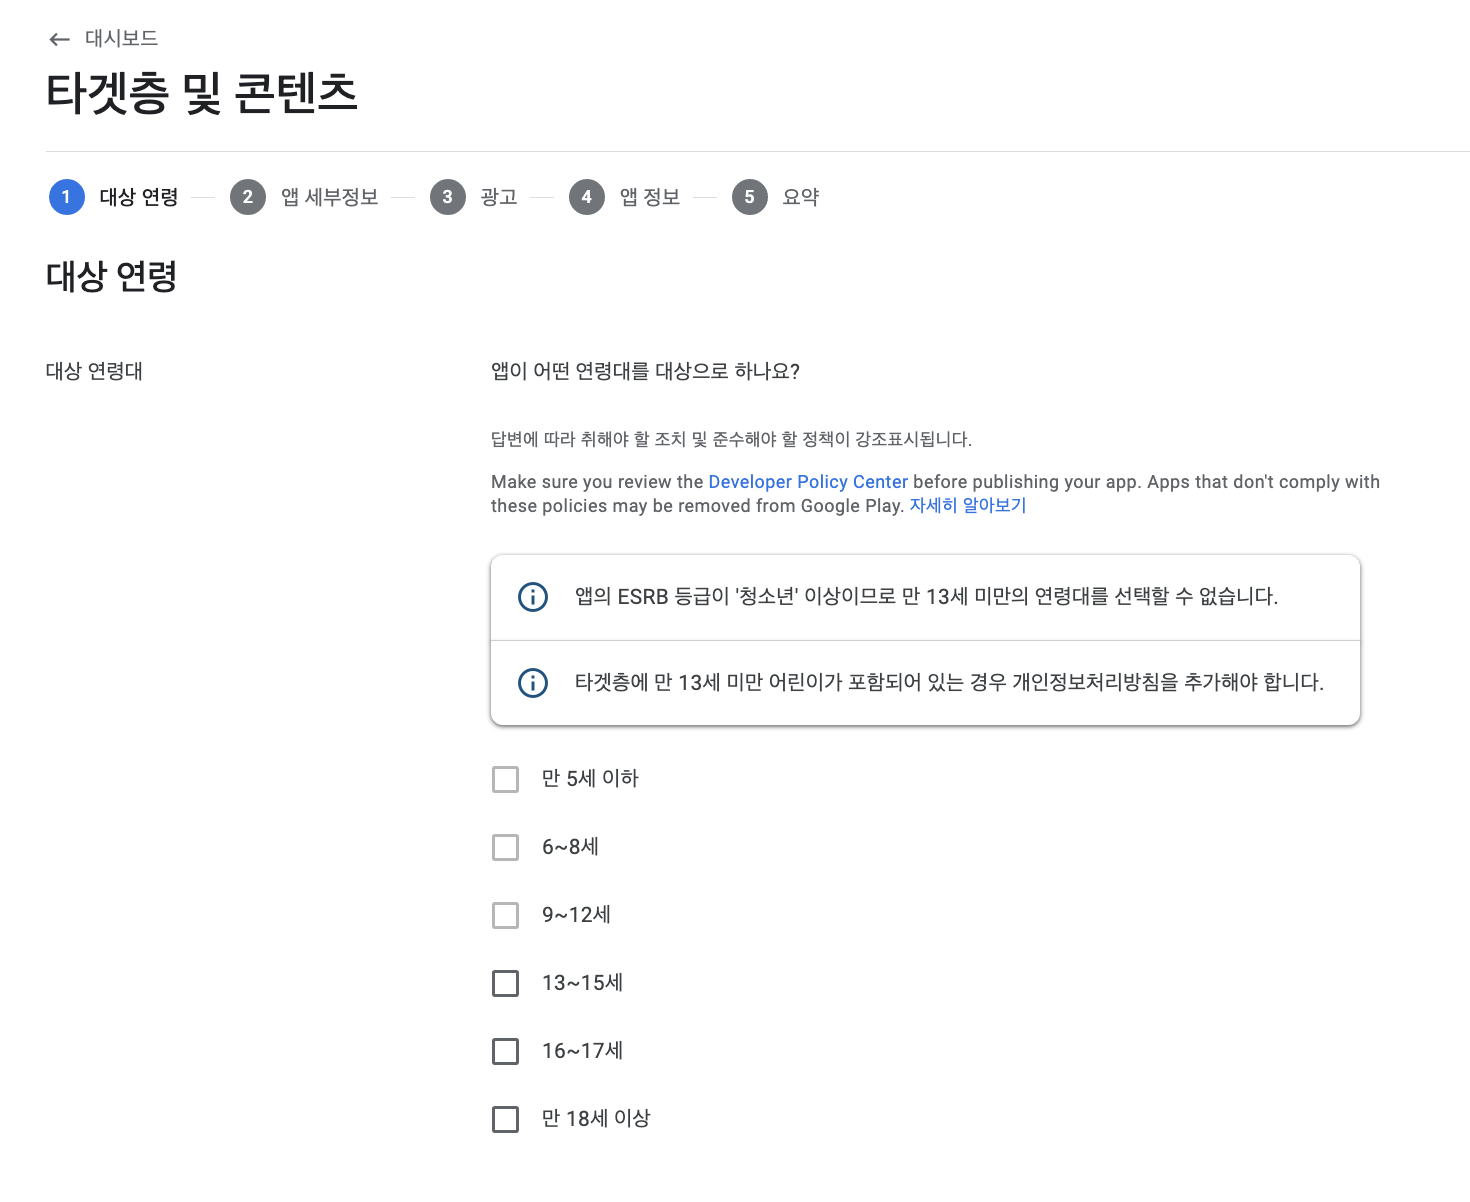 ← 대시보드
타겟층 및 콘텐츠
1 대상 연령 — 2 앱 세부정보 — 3 광고 — 4 앱 정보 — 5 요약
대상 연령
대상 연령대
앱이 어떤 연령대를 대상으로 하나요?
답변에 따라 취해야 할 조치 및 준수해야 할 정책이 강조표시됩니다.
Make sure you review the Developer Policy Center before publishing your app. Apps that don't comply with
these policies may be removed from Google Play. 자세히 알아보기
앱의 ESRB 등급이 '청소년' 이상이므로 만 13세 미만의 연령대를 선택할 수 없습니다.
타겟층에 만 13세 미만 어린이가 포함되어 있는 경우 개인정보처리방침을 추가해야 합니다.
만 5세 이하
6~8세
9~12세
13~15세
16~17세
만 18세 이상